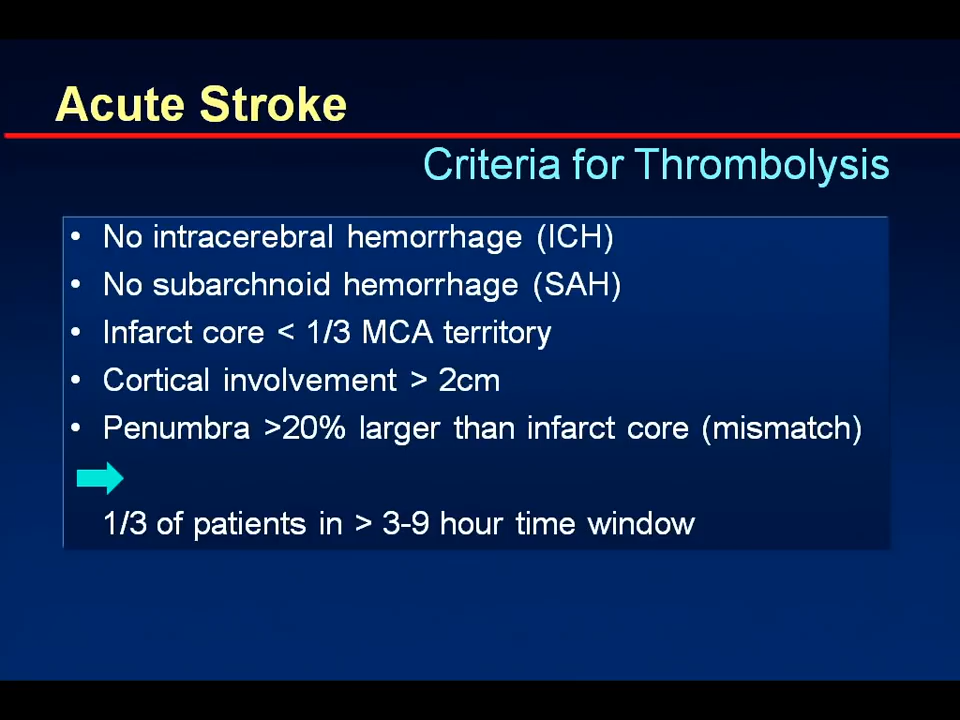 Acute Stroke
Criteria for Thrombolysis
• No intracerebral hemorrhage (ICH)
• No subarchnoid hemorrhage (SAH)
• Infarct core < 1/3 MCA territory
• Cortical involvement > 2cm
• Penumbra >20% larger than infarct core (mismatch)
1/3 of patients in > 3-9 hour time window